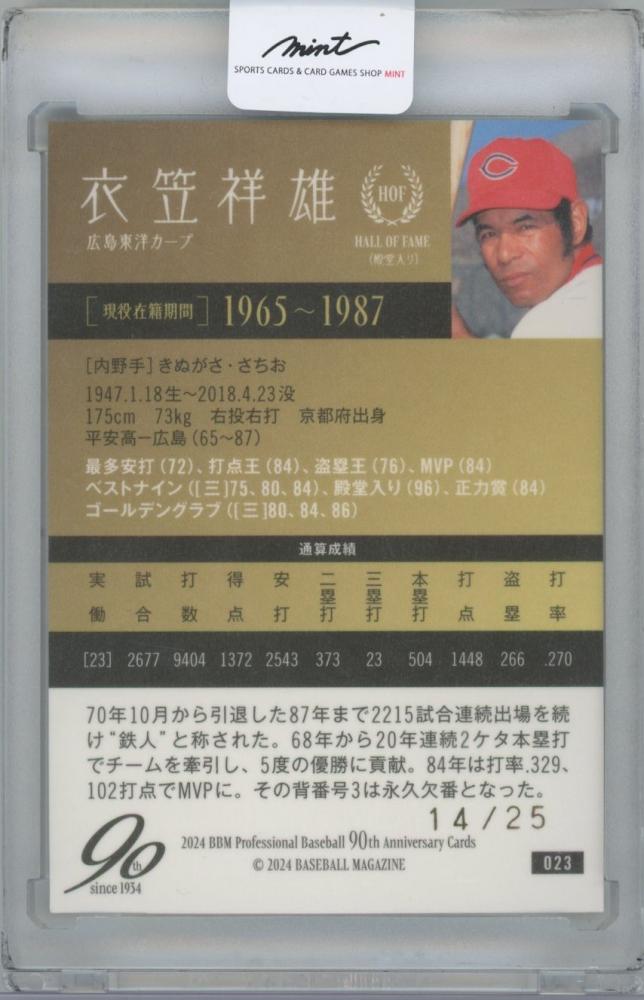 mint
SPORTS CARDS & CARD GAMES SHOP MINT
衣笠祥雄
広島東洋カープ
HOF
HALL OF FAME
(殿堂入り)
[現役在籍期間] 1965～1987
[内野手]きぬがさ・さちお
1947.1.18生～2018.4.23没
175cm 73kg 右投右打 京都府出身
平安高ー広島(65～87)
最多安打(72)、打点王(84)、盗塁王(76)、MVP(84)
ベストナイン([三]75、80、84)、殿堂入り(96)、正力賞(84)
ゴールデングラブ([三]80、84、86)
通算成績
実働 試合 打数 得点 安打 二塁打 三塁打 本塁打 打点 盗塁 打率
[23] 2677 9404 1372 2543 373 23 504 1448 266 .270
70年10月から引退した87年まで2215試合連続出場を続
け“鉄人”と称された。68年から20年連続2ケタ本塁打
でチームを牽引し、5度の優勝に貢献。84年は打率.329、
102打点でMVPに。その背番号3は永久欠番となった。
14/25
90th
since 1934
2024 BBM Professional Baseball 90th Anniversary Cards
© 2024 BASEBALL MAGAZINE
023